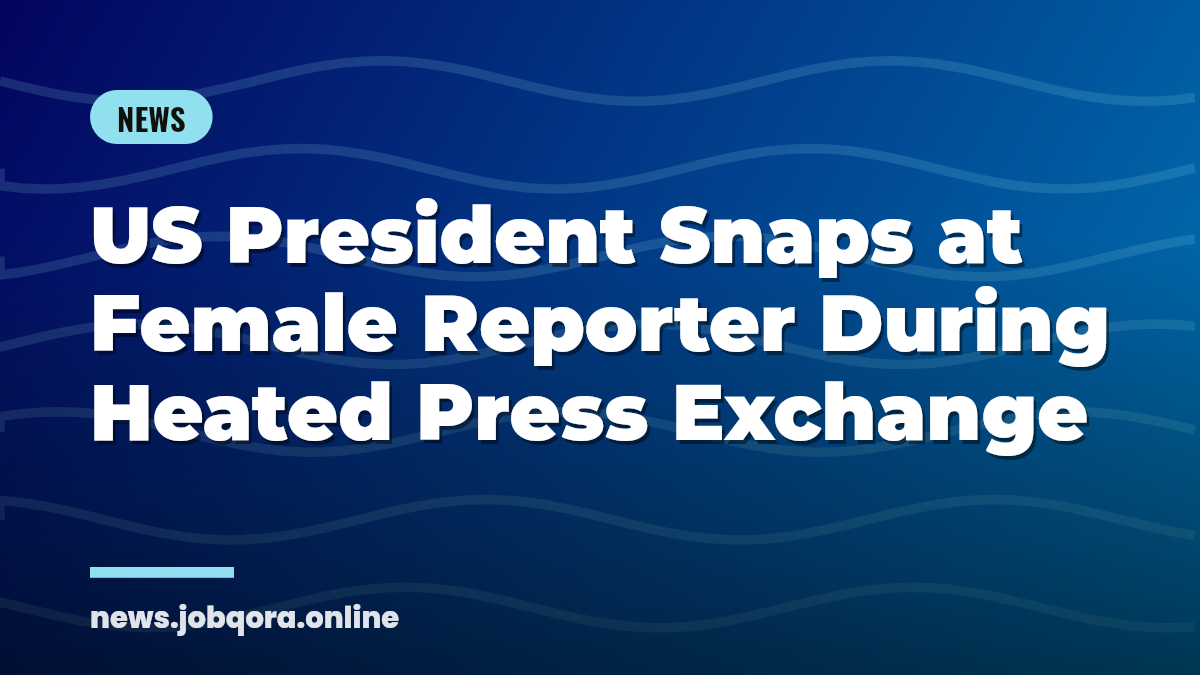 NEWS
US President Snaps at
Female Reporter During
Heated Press Exchange
news.jobqora.online